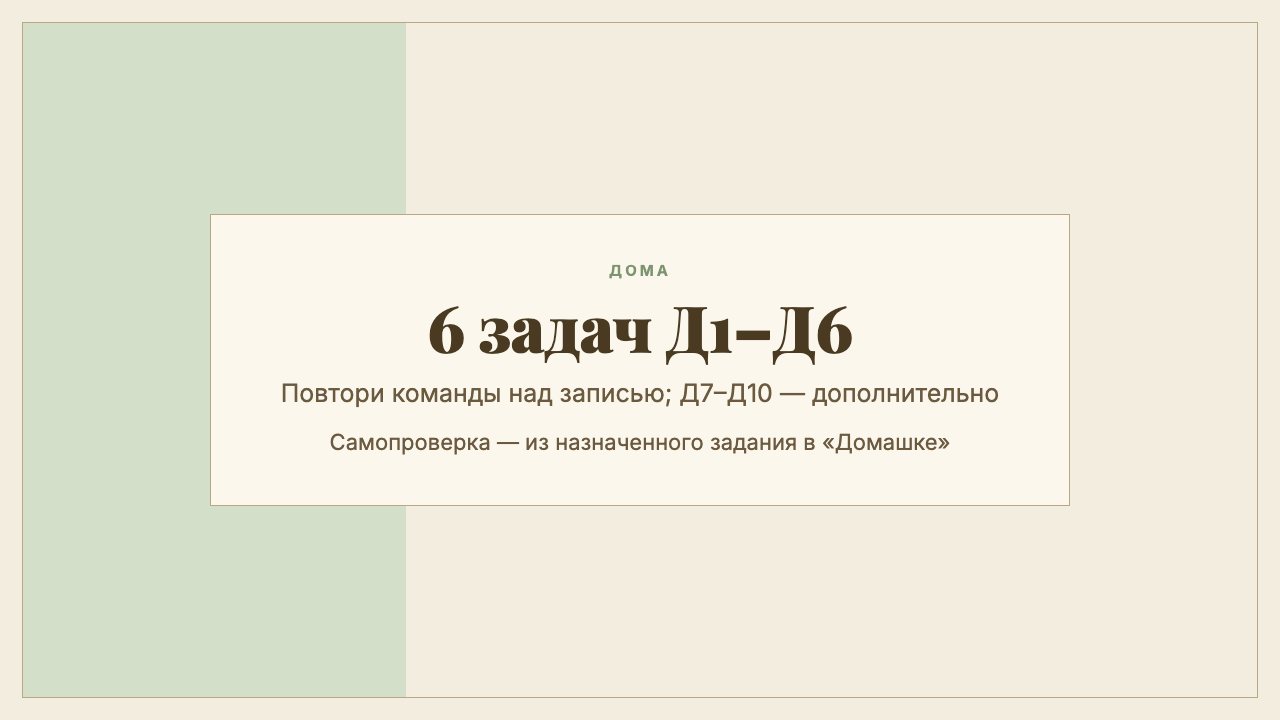 ДОМА
6 задач Д1–Д6
Повтори команды над записью; Д7–Д10 — дополнительно
Самопроверка — из назначенного задания в «Домашке»